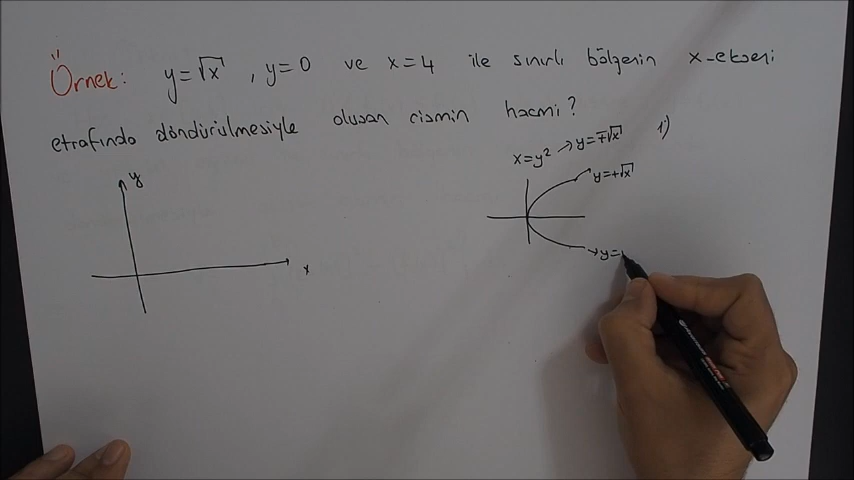 Örnek: y=√x , y=0 ve x=4 ile sınırlı bölgenin x-ekseni
etrafında döndürülmesiyle oluşan cismin hacmi?
x=y² → y=∓√x 1)
y
→ y=+√x
→ y=
x